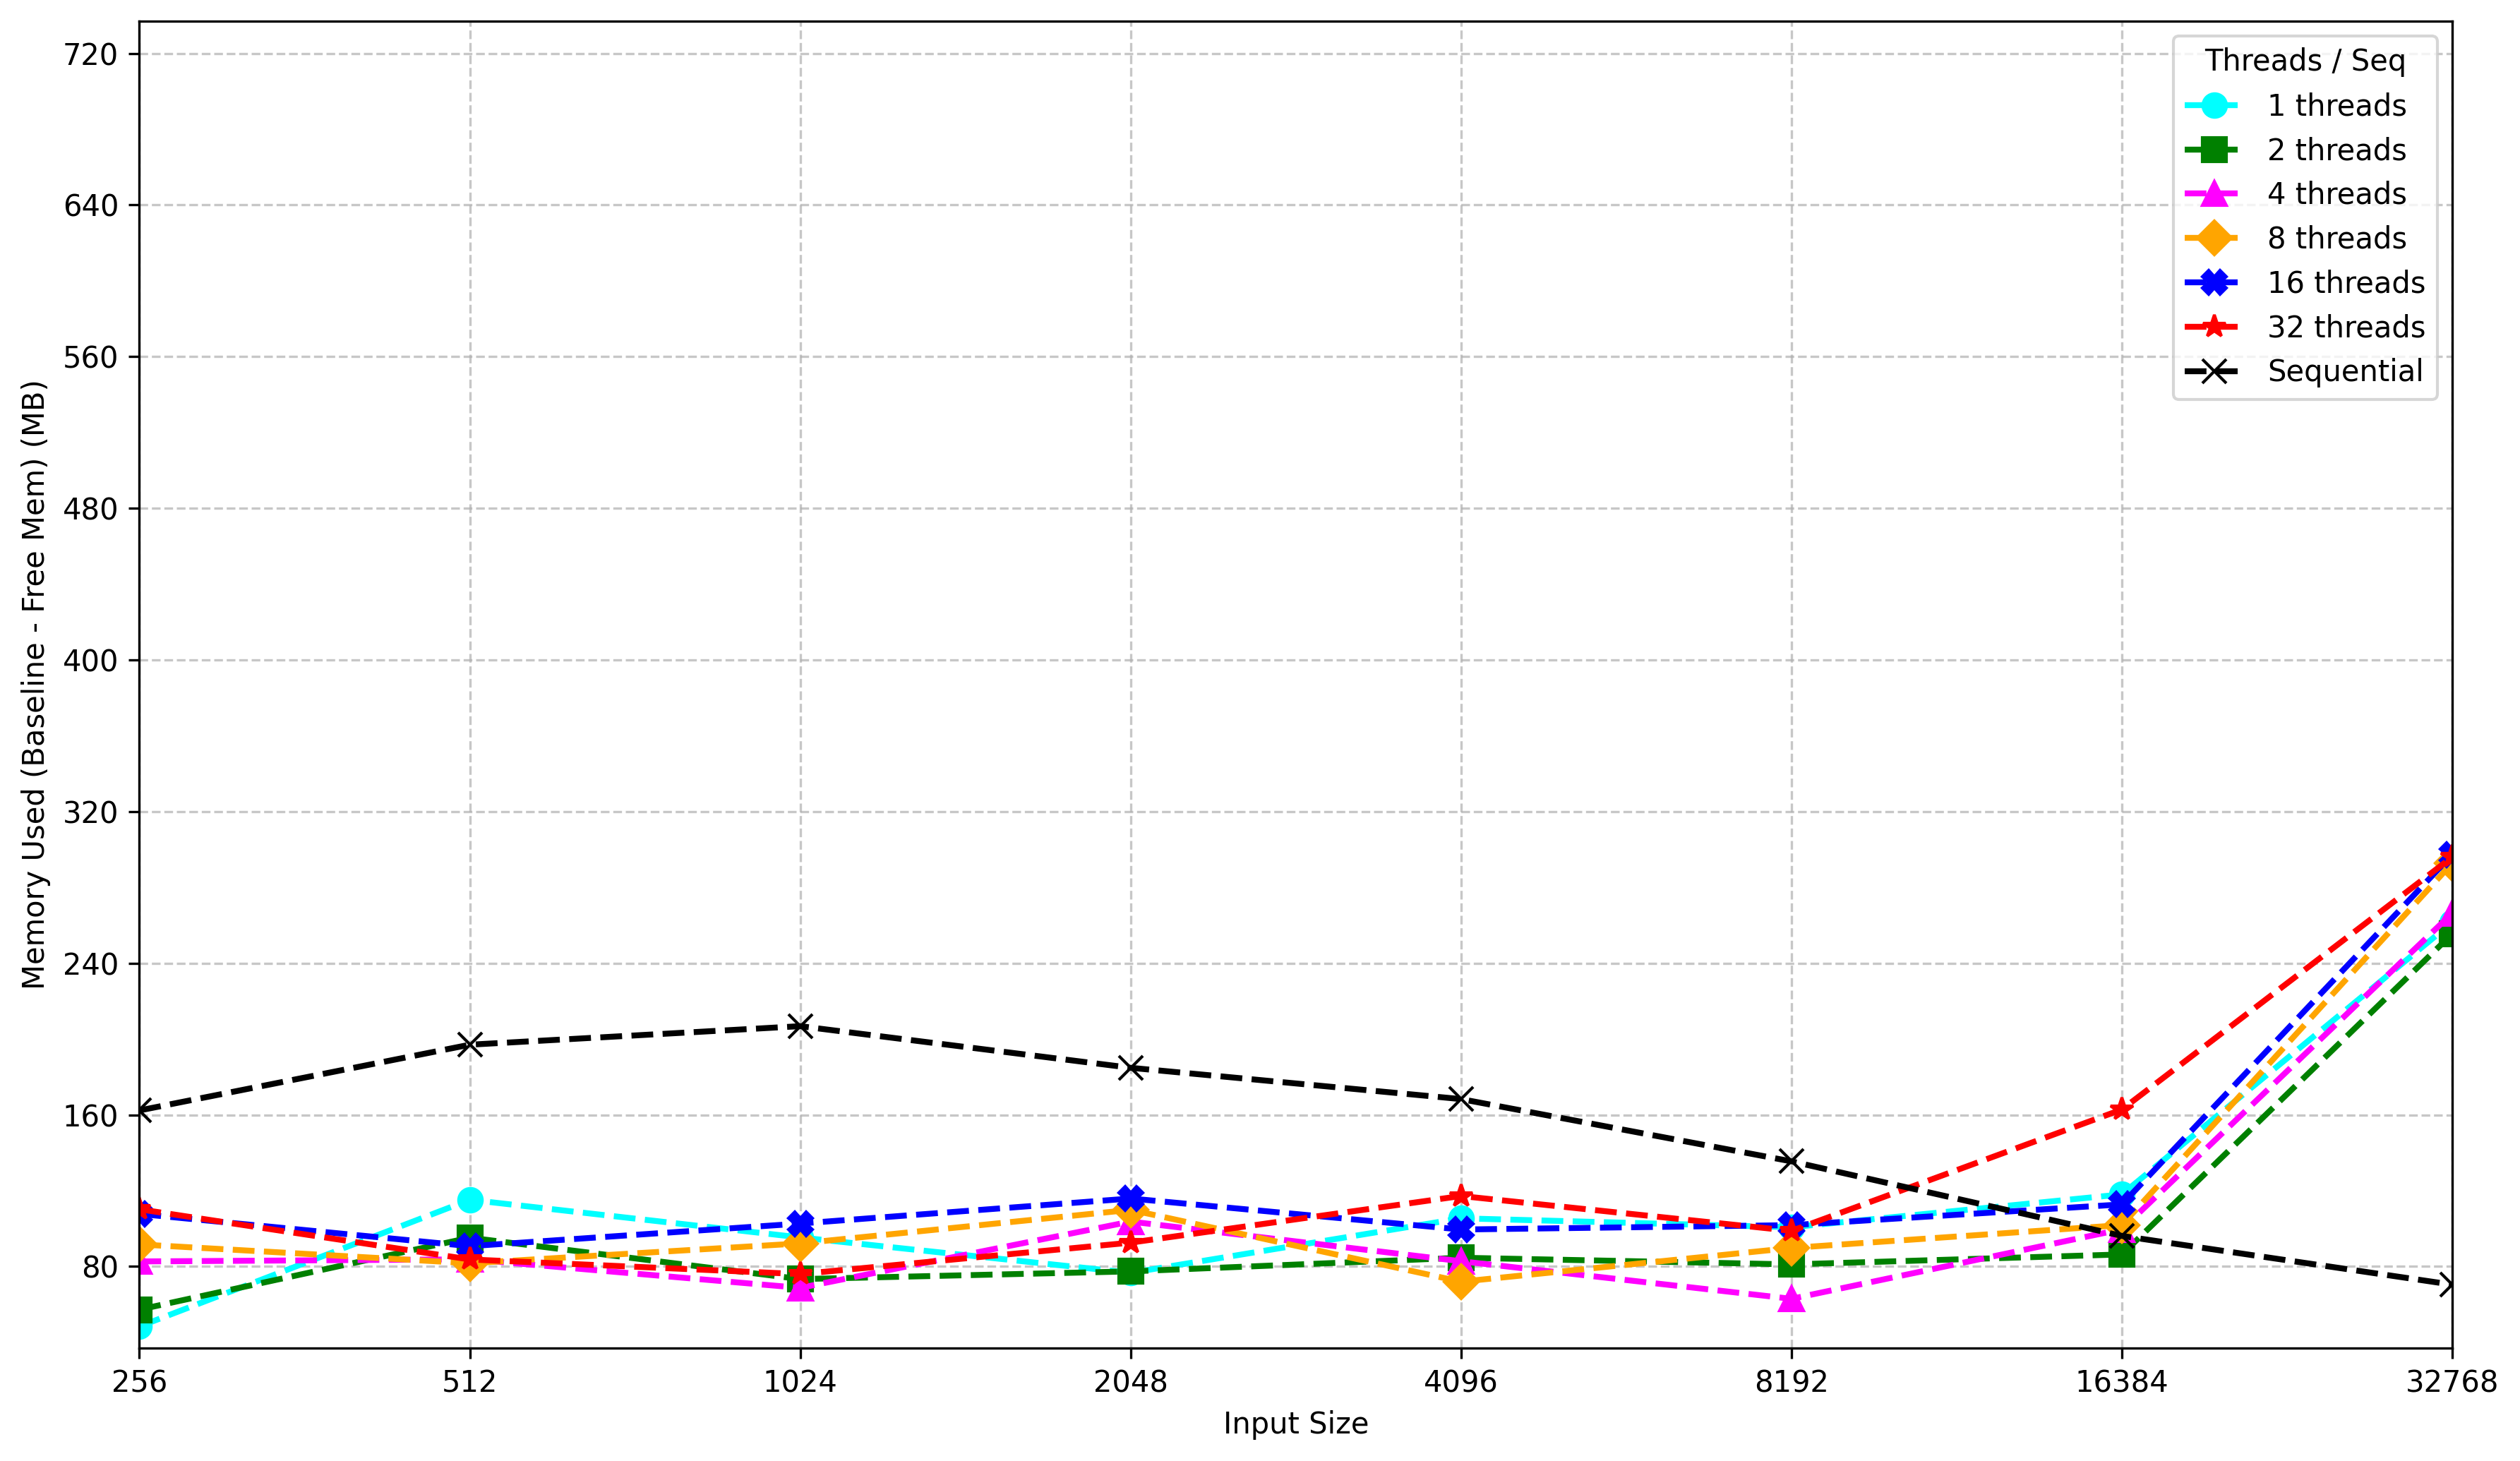 Memory Used (Baseline - Free Mem) (MB)
720
640
560
480
400
320
240
160
80
Threads / Seq
1 threads
2 threads
4 threads
8 threads
16 threads
32 threads
Sequential
256 512 1024 2048 4096 8192 16384 32768
Input Size